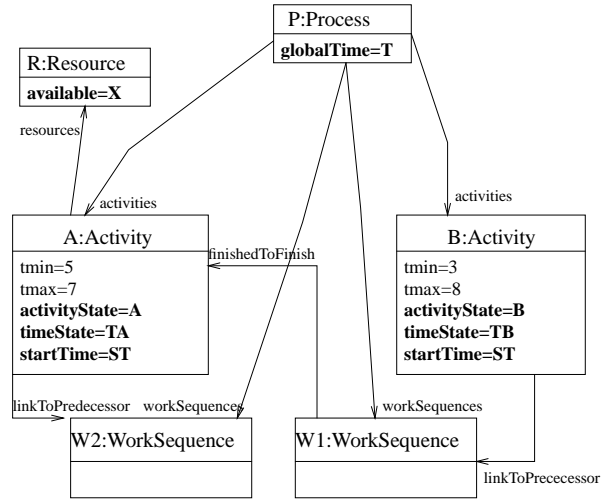 P:Process
globalTime=T
R:Resource
available=X
resources
activities
activities
A:Activity
tmin=5
tmax=7
activityState=A
timeState=TA
startTime=ST
finishedToFinish
B:Activity
tmin=3
tmax=8
activityState=B
timeState=TB
startTime=ST
linkToPredecessor
workSequences
workSequences
W2:WorkSequence
W1:WorkSequence
linkToPrececessor